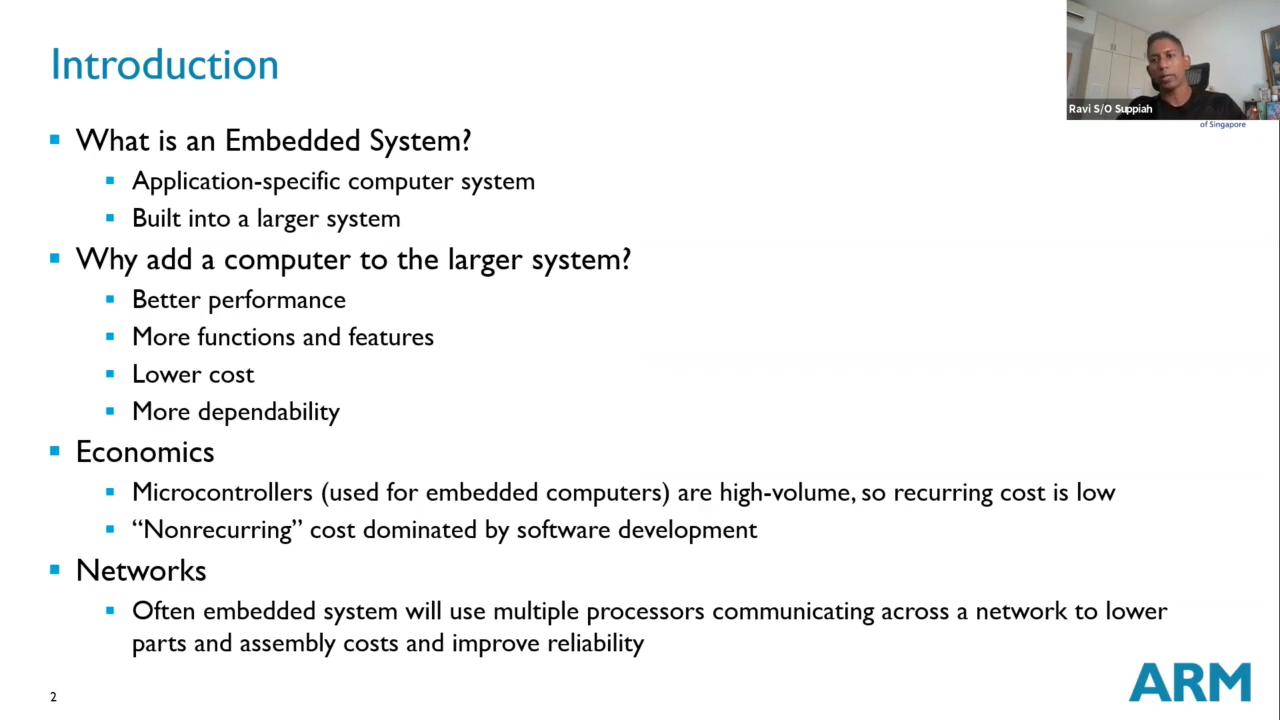 Introduction
Ravi S/O Suppiah
of Singapore
What is an Embedded System?
Application-specific computer system
Built into a larger system
Why add a computer to the larger system?
Better performance
More functions and features
Lower cost
More dependability
Economics
Microcontrollers (used for embedded computers) are high-volume, so recurring cost is low
“Nonrecurring” cost dominated by software development
Networks
Often embedded system will use multiple processors communicating across a network to lower
parts and assembly costs and improve reliability
2
ARM